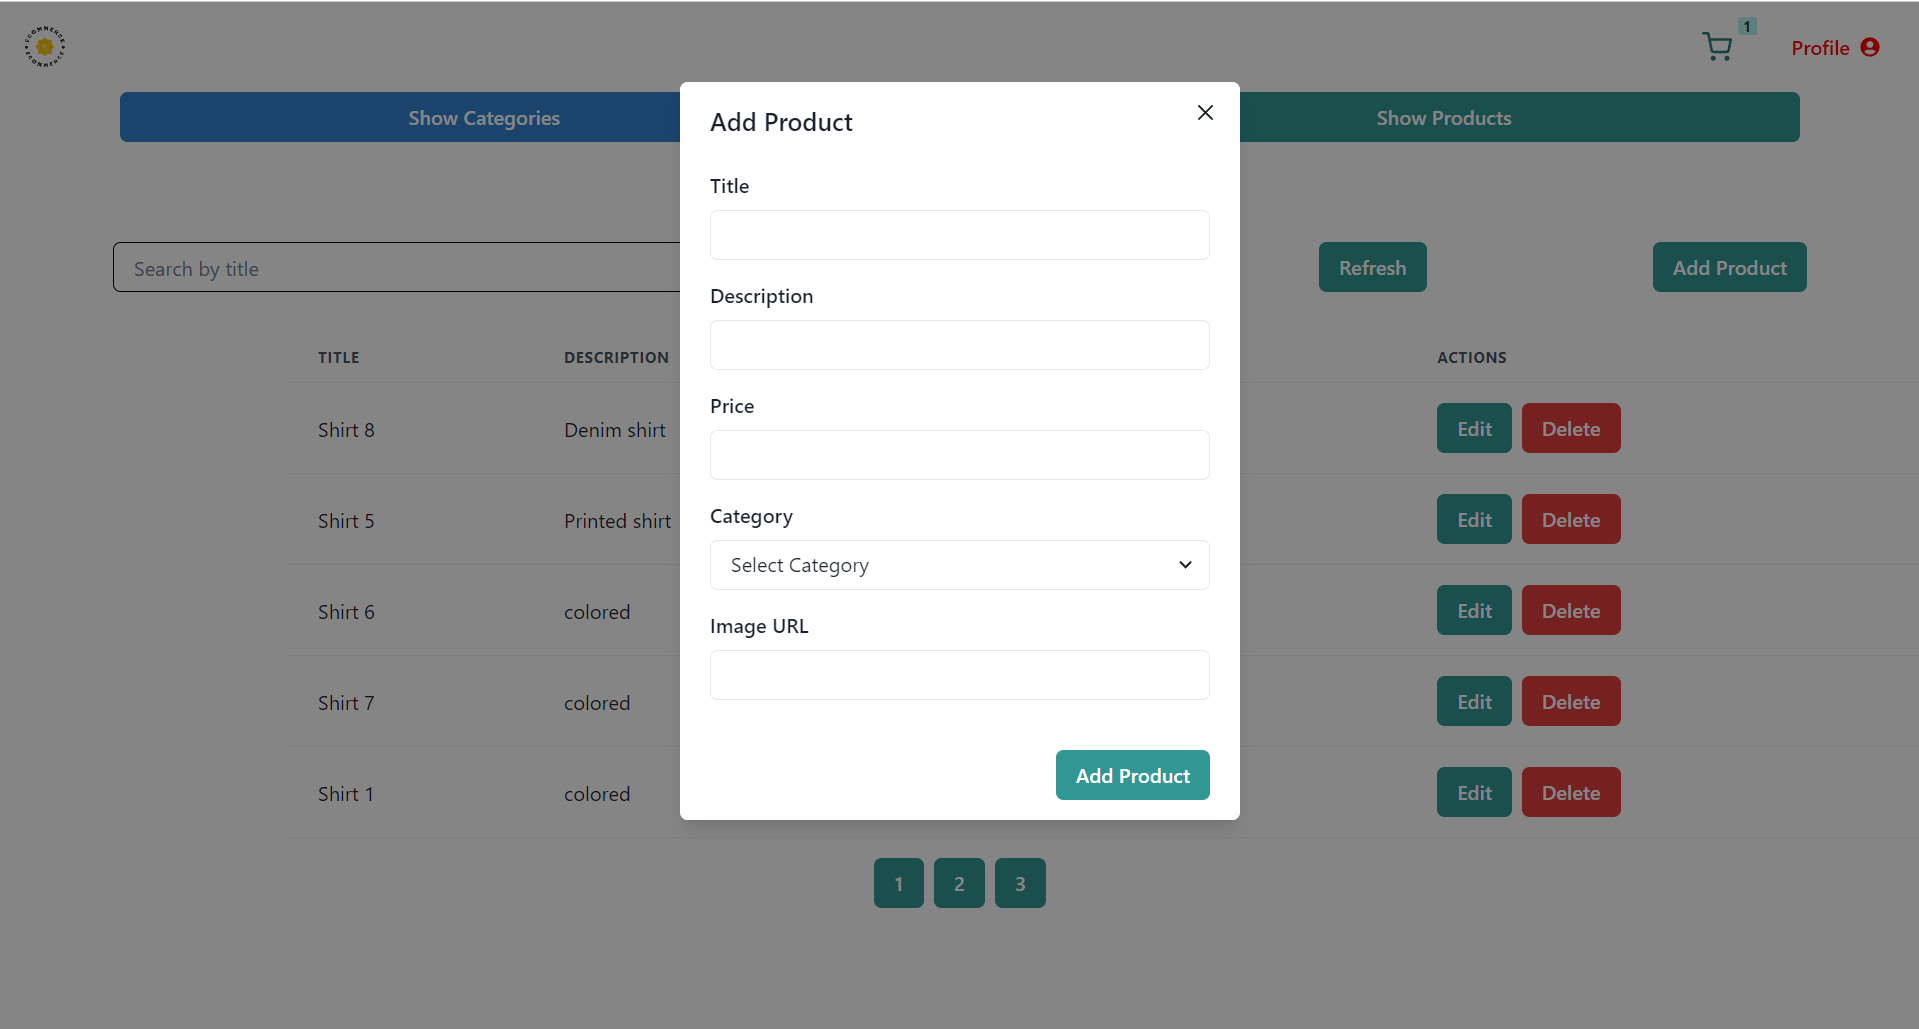 ECOMMERCE ECOMMERCE
1
Profile
Show Categories
Show Products
Add Product
Title
Search by title
Refresh
Add Product
Description
TITLE
DESCRIPTION
ACTIONS
Price
Shirt 8
Denim shirt
Edit
Delete
Category
Select Category
Shirt 5
Printed shirt
Edit
Delete
Image URL
Shirt 6
colored
Edit
Delete
Shirt 7
colored
Edit
Delete
Add Product
Shirt 1
colored
Edit
Delete
1
2
3